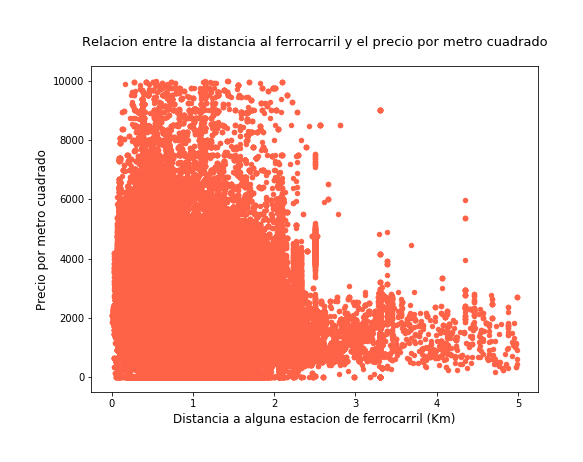 Relacion entre la distancia al ferrocarril y el precio por metro cuadrado
10000
8000
6000
4000
2000
0
Precio por metro cuadrado
0 1 2 3 4 5
Distancia a alguna estacion de ferrocarril (Km)